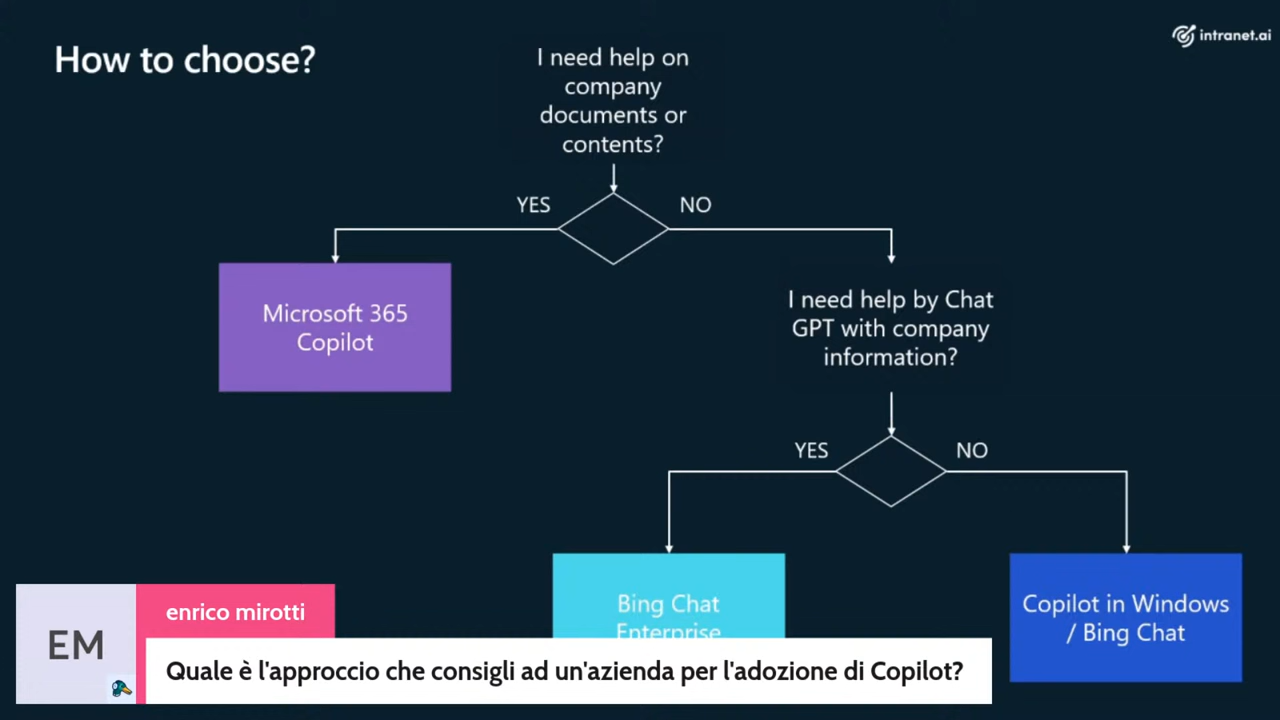 How to choose?
intranet.ai
I need help on
company
documents or
contents?
YES
NO
Microsoft 365
Copilot
I need help by Chat
GPT with company
information?
YES
NO
Bing Chat
Enterprise
Copilot in Windows
/ Bing Chat
EM
enrico mirotti
Quale è l'approccio che consigli ad un'azienda per l'adozione di Copilot?